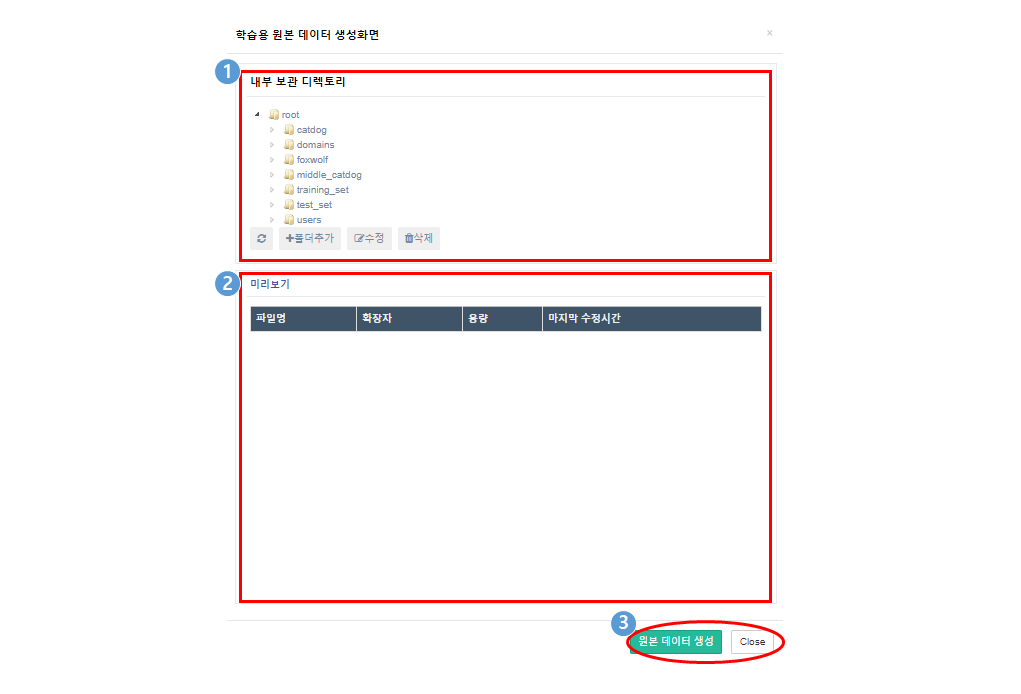 학습용 원본 데이터 생성화면 ×
1
내부 보관 디렉토리
root
catdog
domains
foxwolf
middle_catdog
training_set
test_set
users
폴더추가 수정 삭제
2
미리보기
파일명 확장자 용량 마지막 수정시간
3
원본 데이터 생성 Close